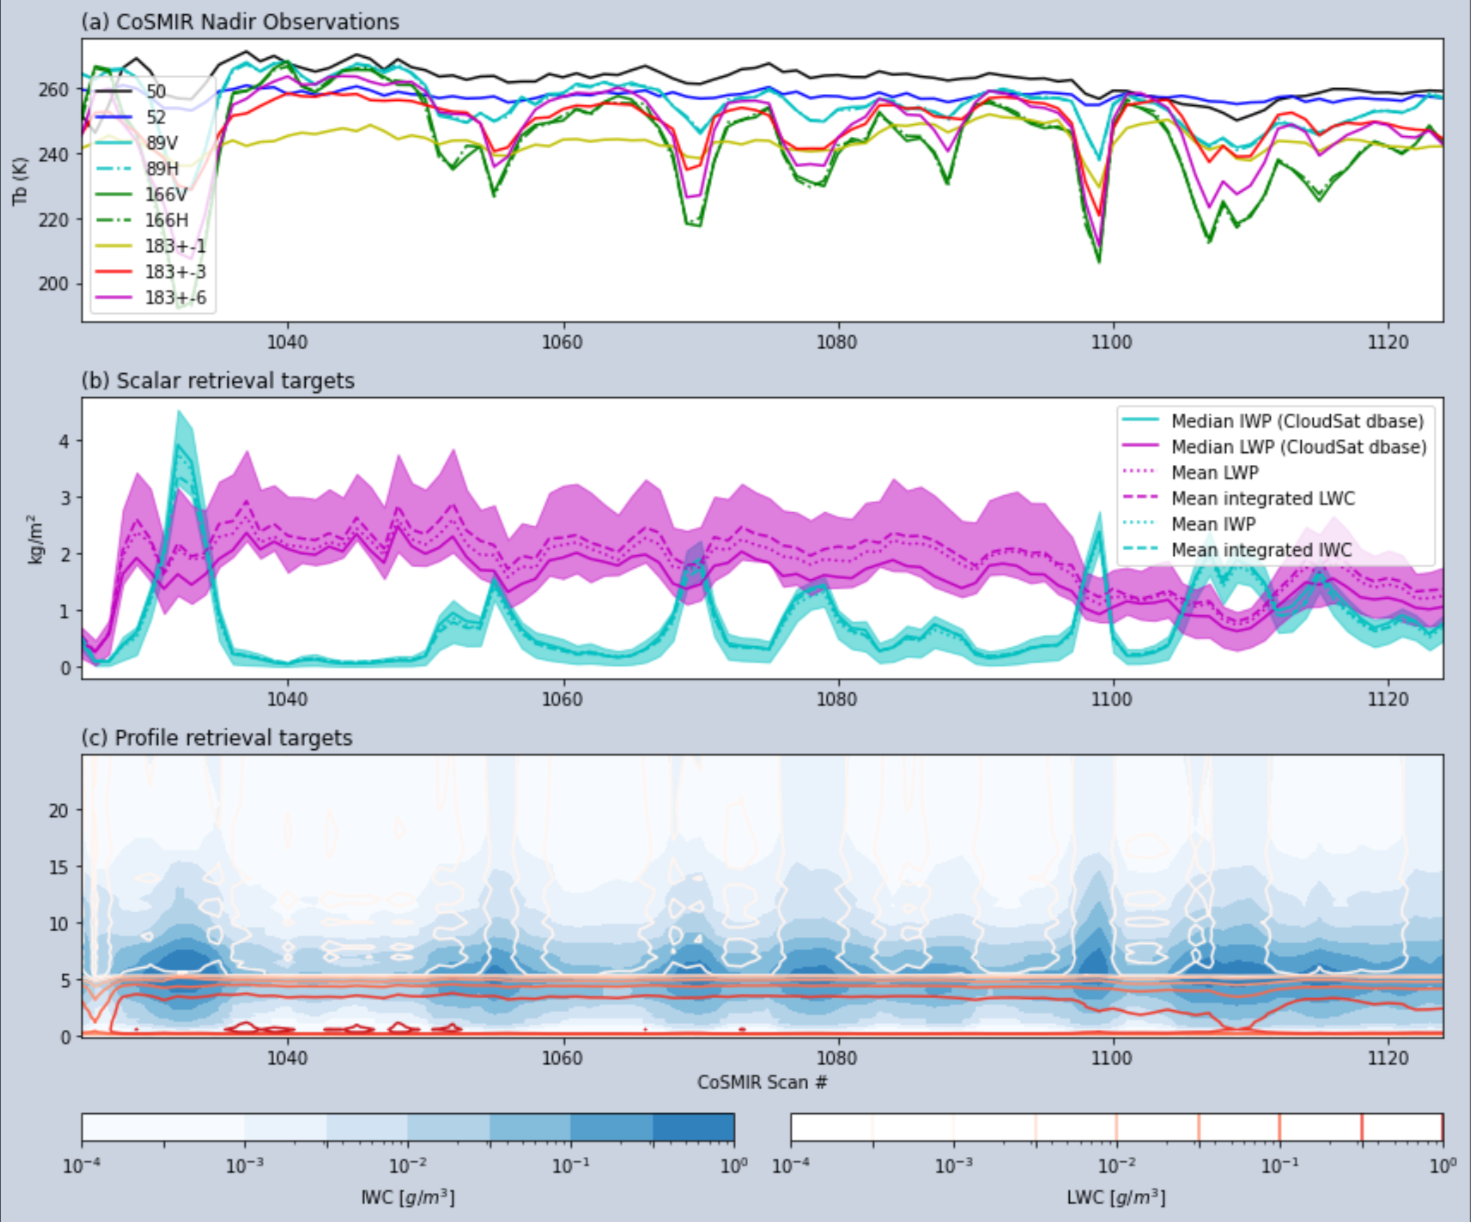 (a) CoSMIR Nadir Observations
Tb (K)
260
240
220
200
50
52
89V
89H
166V
166H
183+-1
183+-3
183+-6
1040 1060 1080 1100 1120
(b) Scalar retrieval targets
kg/m²
4
3
2
1
0
Median IWP (CloudSat dbase)
Median LWP (CloudSat dbase)
Mean LWP
Mean integrated LWC
Mean IWP
Mean integrated IWC
1040 1060 1080 1100 1120
(c) Profile retrieval targets
20
15
10
5
0
1040 1060 1080 1100 1120
CoSMIR Scan #
10⁻⁴ 10⁻³ 10⁻² 10⁻¹ 10⁰
IWC [g/m³]
10⁻⁴ 10⁻³ 10⁻² 10⁻¹ 10⁰
LWC [g/m³]